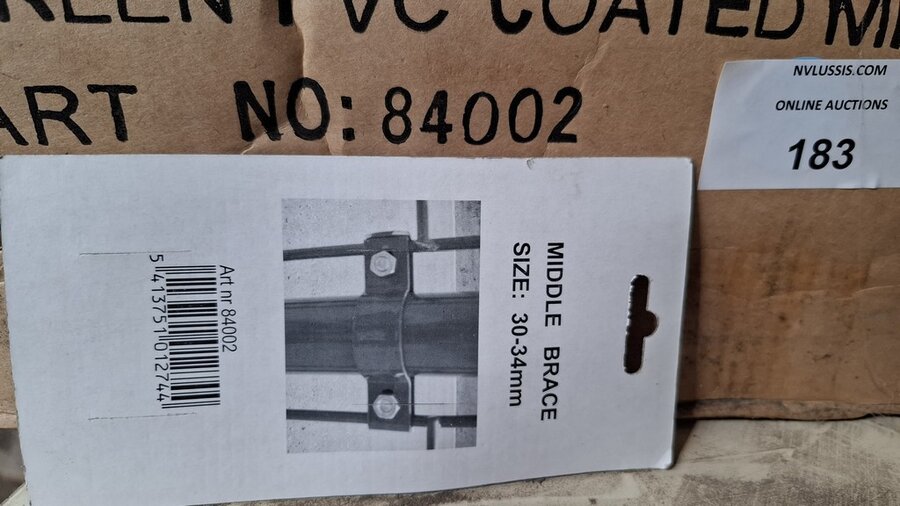 PVC COATED
ART NO: 84002
NVLUSSIS.COM
ONLINE AUCTIONS
183
MIDDLE BRACE
SIZE: 30-34mm
Art nr 84002
5 413751 012744